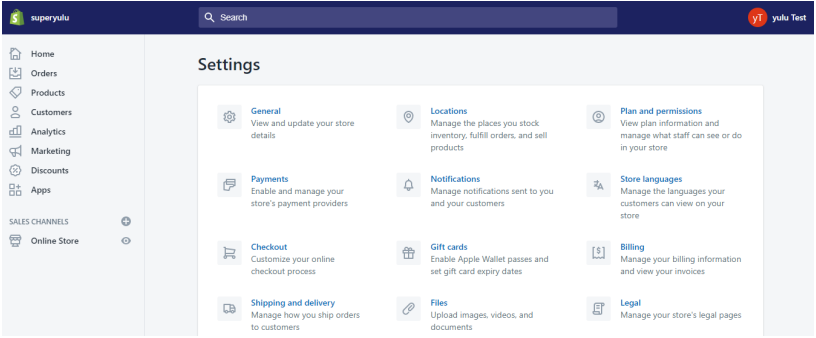 superyulu
Search
yT
yulu Test
Home
Orders
Products
Customers
Analytics
Marketing
Discounts
Apps
SALES CHANNELS
Online Store
Settings
General
View and update your store
details
Locations
Manage the places you stock
inventory, fulfill orders, and sell
products
Plan and permissions
View plan information and
manage what staff can see or do
in your store
Payments
Enable and manage your
store's payment providers
Notifications
Manage notifications sent to you
and your customers
Store languages
Manage the languages your
customers can view on your
store
Checkout
Customize your online
checkout process
Gift cards
Enable Apple Wallet passes and
set gift card expiry dates
Billing
Manage your billing information
and view your invoices
Shipping and delivery
Manage how you ship orders
to customers
Files
Upload images, videos, and
documents
Legal
Manage your store's legal pages